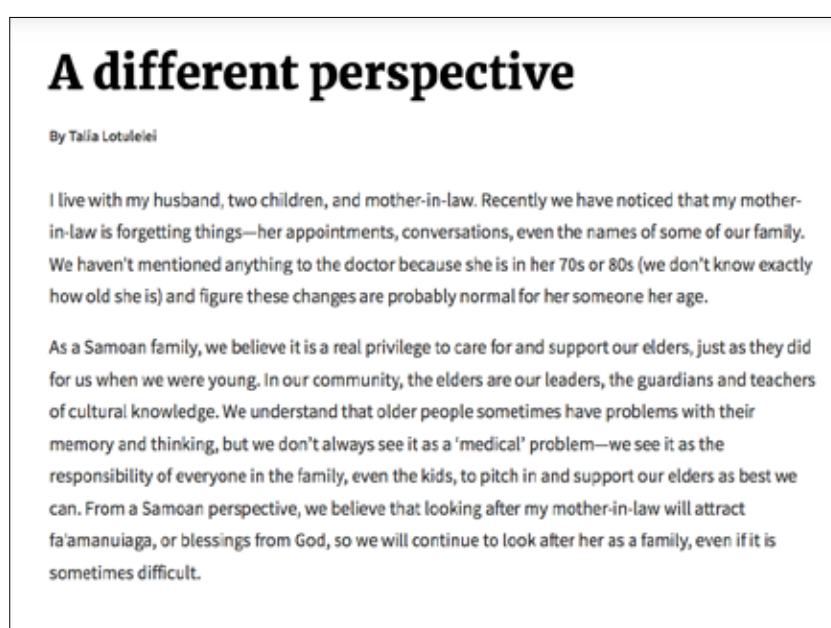 A different perspective
By Talia Lotulelei
I live with my husband, two children, and mother-in-law. Recently we have noticed that my mother-
in-law is forgetting things—her appointments, conversations, even the names of some of our family.
We haven't mentioned anything to the doctor because she is in her 70s or 80s (we don't know exactly
how old she is) and figure these changes are probably normal for her someone her age.
As a Samoan family, we believe it is a real privilege to care for and support our elders, just as they did
for us when we were young. In our community, the elders are our leaders, the guardians and teachers
of cultural knowledge. We understand that older people sometimes have problems with their
memory and thinking, but we don't always see it as a 'medical' problem—we see it as the
responsibility of everyone in the family, even the kids, to pitch in and support our elders as best we
can. From a Samoan perspective, we believe that looking after my mother-in-law will attract
fa'amanuiaga, or blessings from God, so we will continue to look after her as a family, even if it is
sometimes difficult.